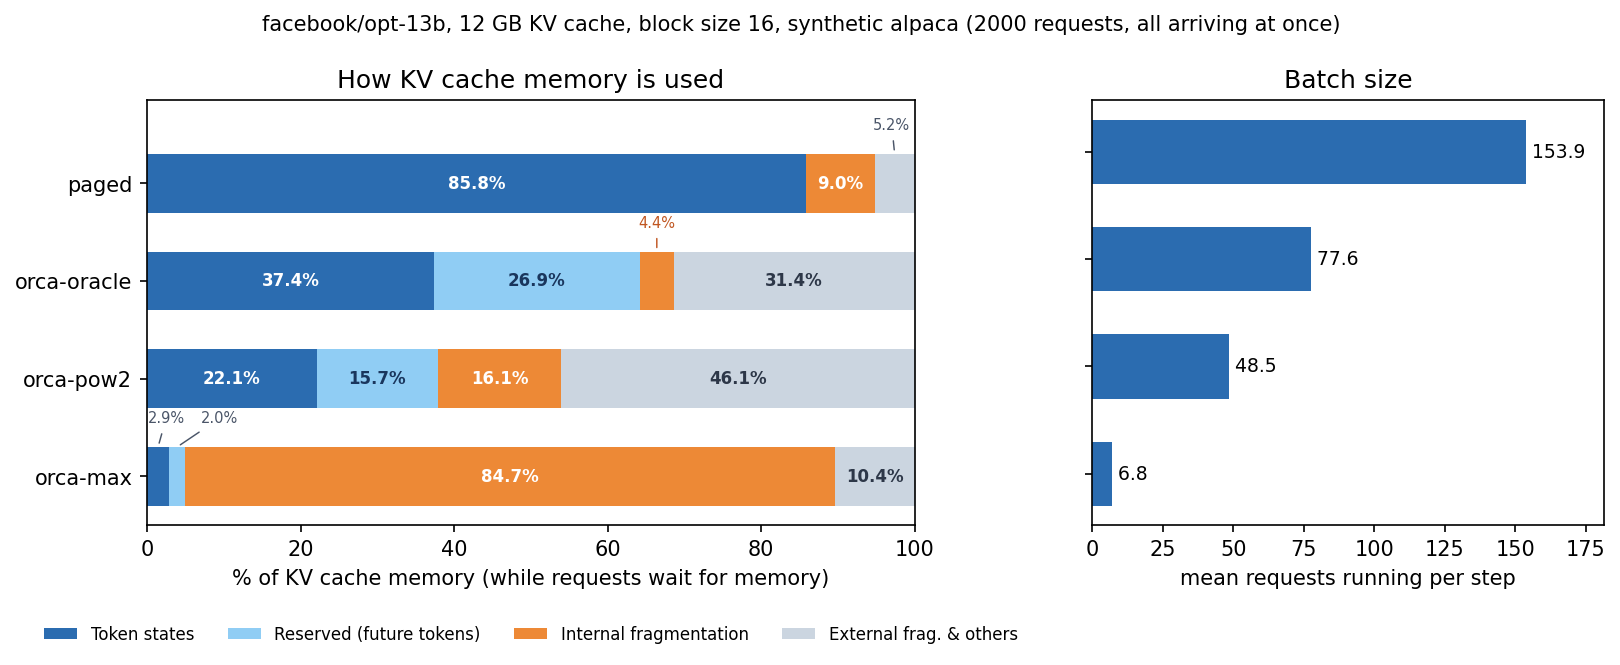 facebook/opt-13b, 12 GB KV cache, block size 16, synthetic alpaca (2000 requests, all arriving at once)
How KV cache memory is used
5.2%
paged
85.8%
9.0%
4.4%
orca-oracle
37.4%
26.9%
31.4%
orca-pow2
22.1%
15.7%
16.1%
46.1%
2.9%
2.0%
orca-max
84.7%
10.4%
0 20 40 60 80 100
% of KV cache memory (while requests wait for memory)
Batch size
153.9
77.6
48.5
6.8
0 25 50 75 100 125 150 175
mean requests running per step
Token states
Reserved (future tokens)
Internal fragmentation
External frag. & others